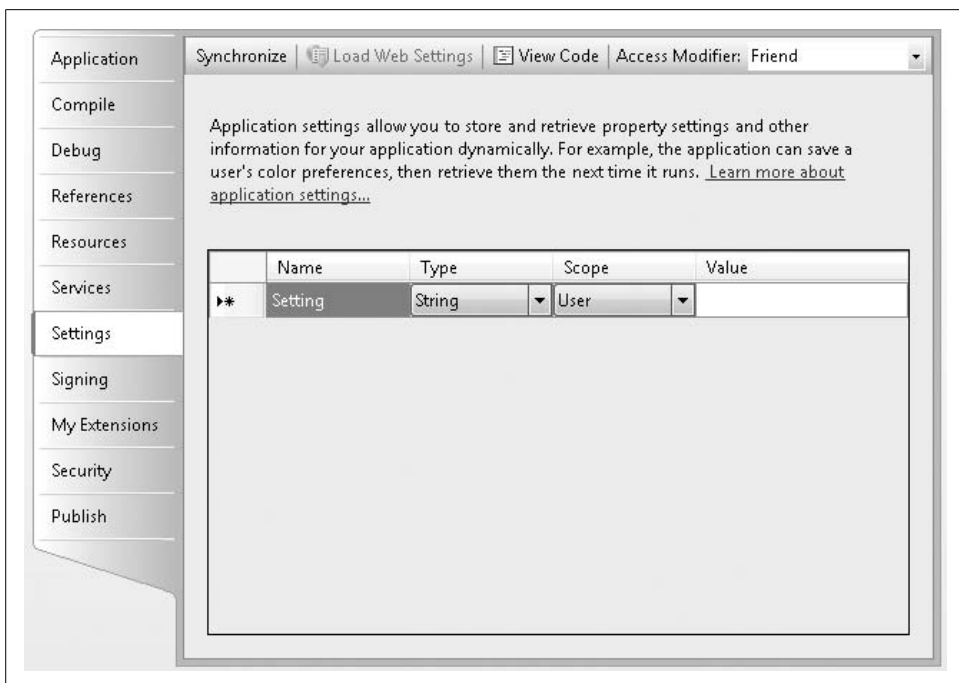 Application
Compile
Debug
References
Resources
Services
Settings
Signing
My Extensions
Security
Publish
Synchronize Load Web Settings View Code Access Modifier: Friend
Application settings allow you to store and retrieve property settings and other
information for your application dynamically. For example, the application can save a
user's color preferences, then retrieve them the next time it runs. Learn more about
application settings...
Name Type Scope Value
Setting String User